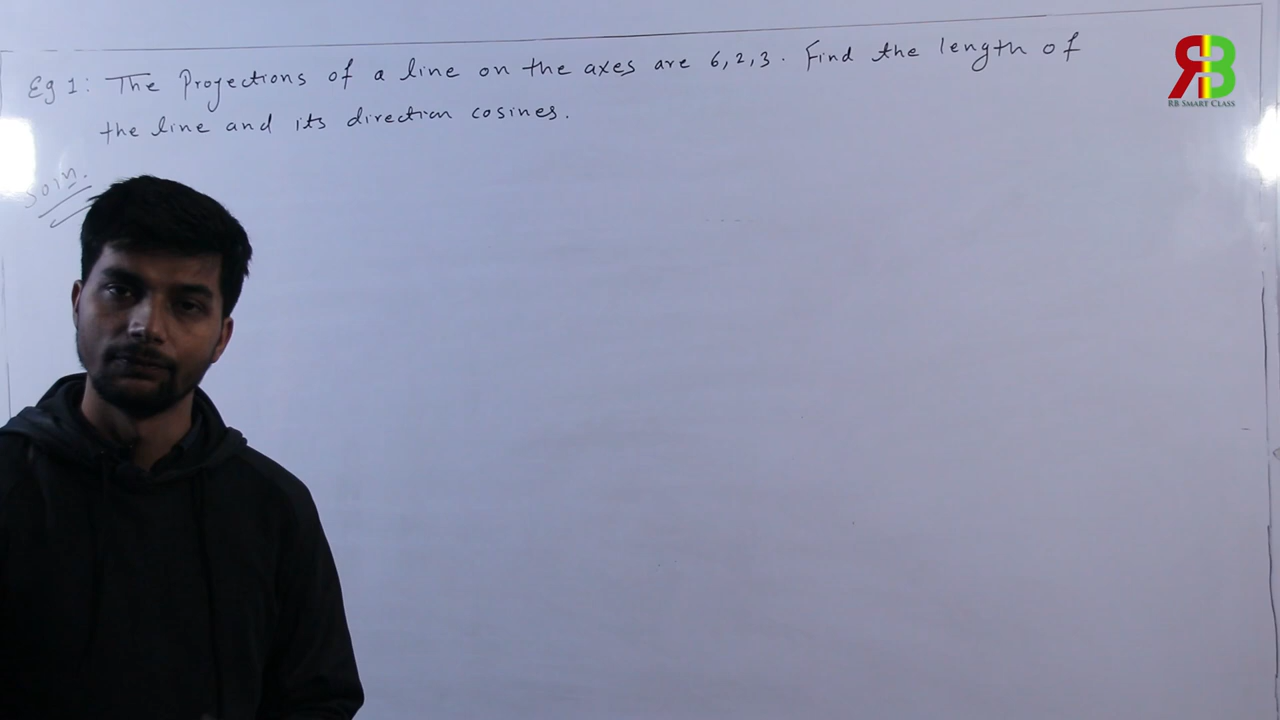 Eg 1: The Projections of a line on the axes are 6, 2, 3. Find the length of
the line and its direction cosines.
Soln.
RB SMART CLASS